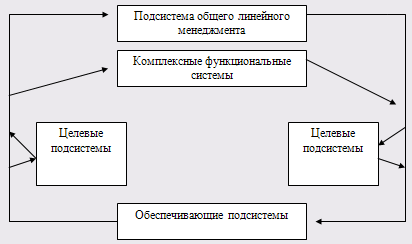 Подсистема общего линейного
менеджмента
Комплексные функциональные
системы
Целевые
подсистемы
Целевые
подсистемы
Обеспечивающие подсистемы